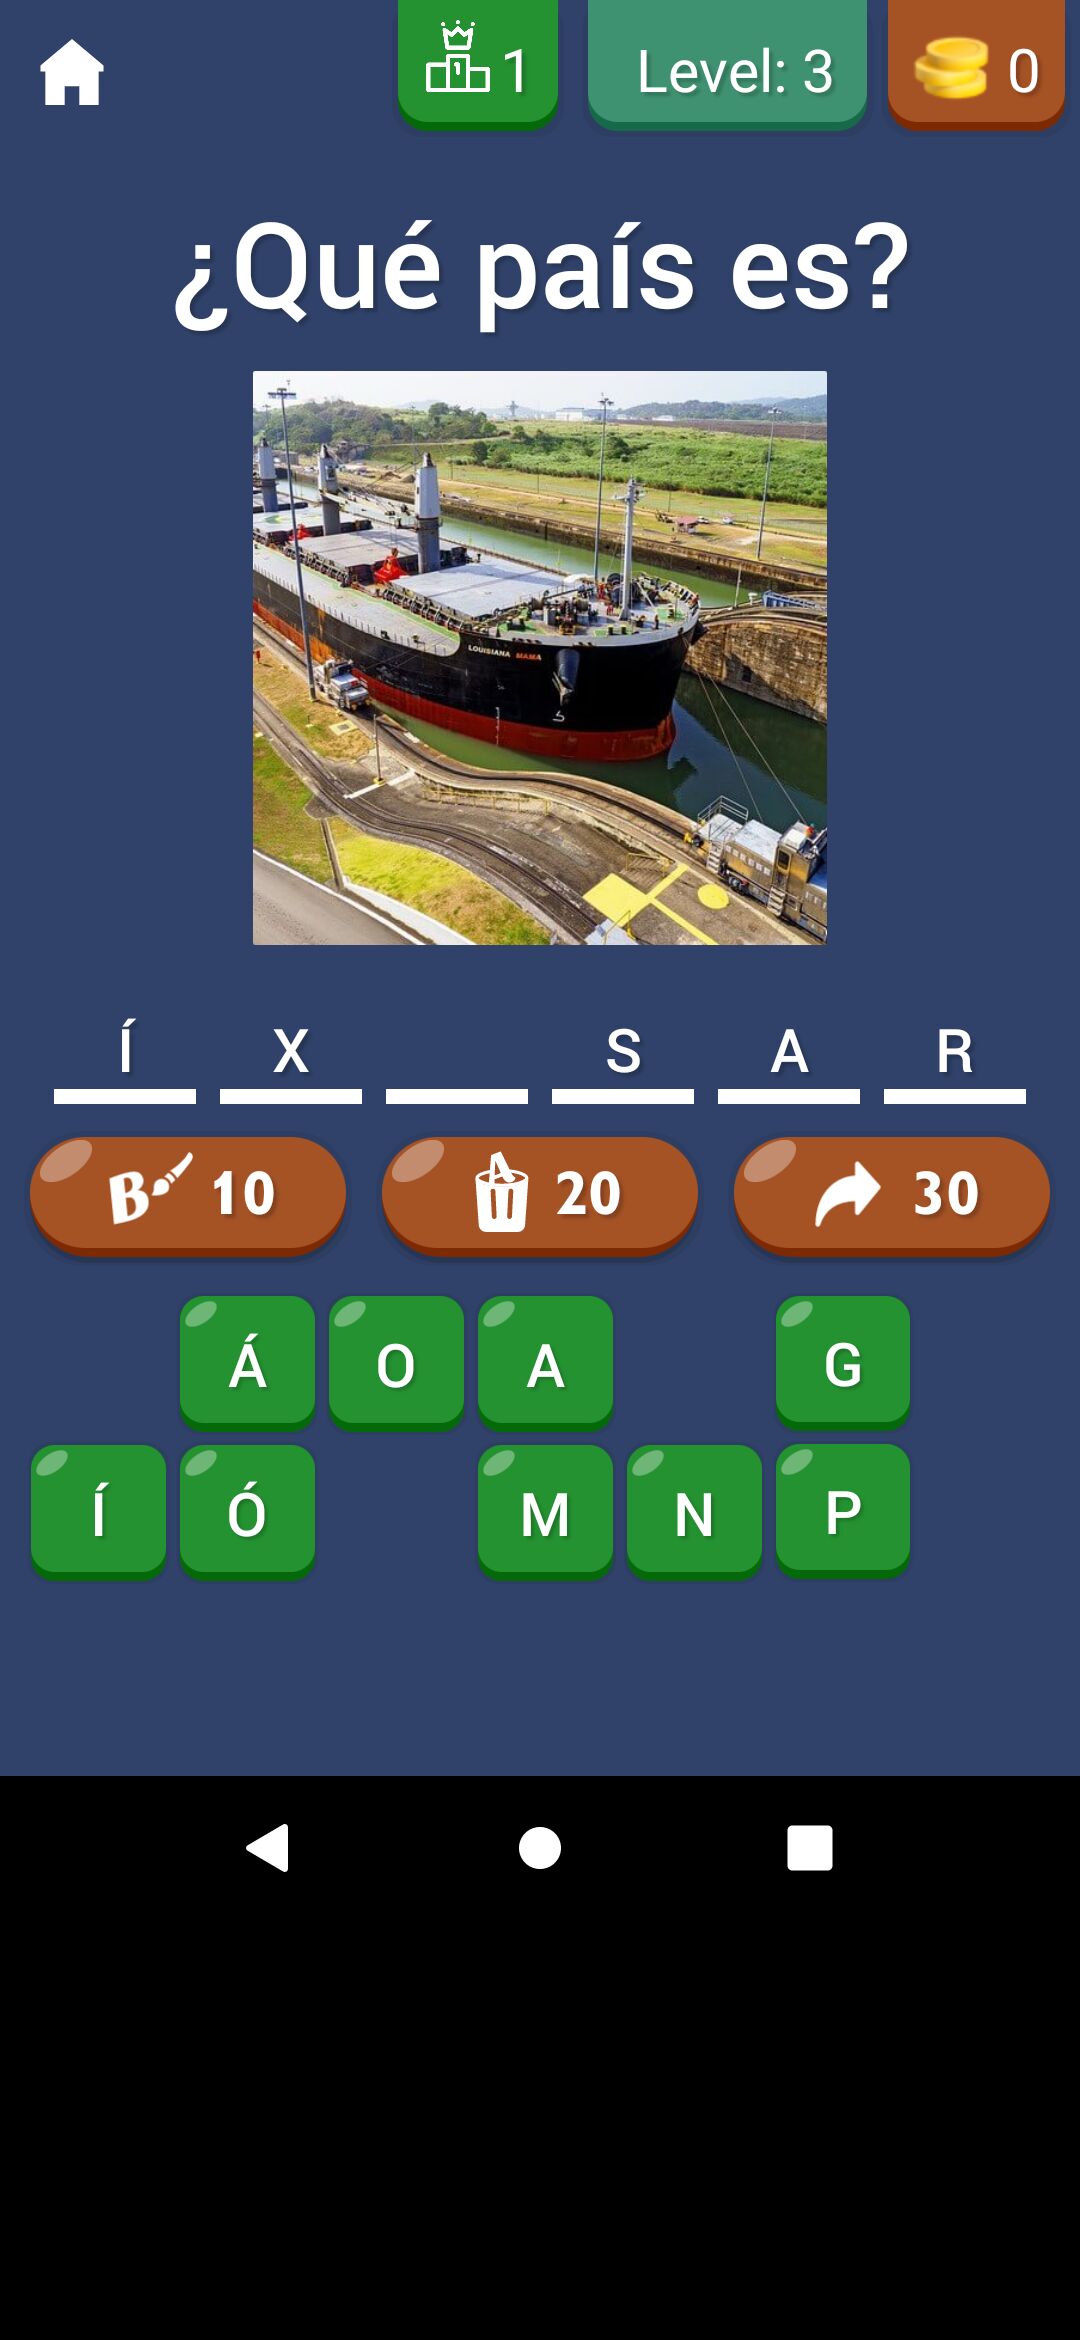 1 Level: 3 0
¿Qué país es?
LOUISIANA MAMA
Í X S A R
B 10 20 30
Á O A G
Í Ó M N P